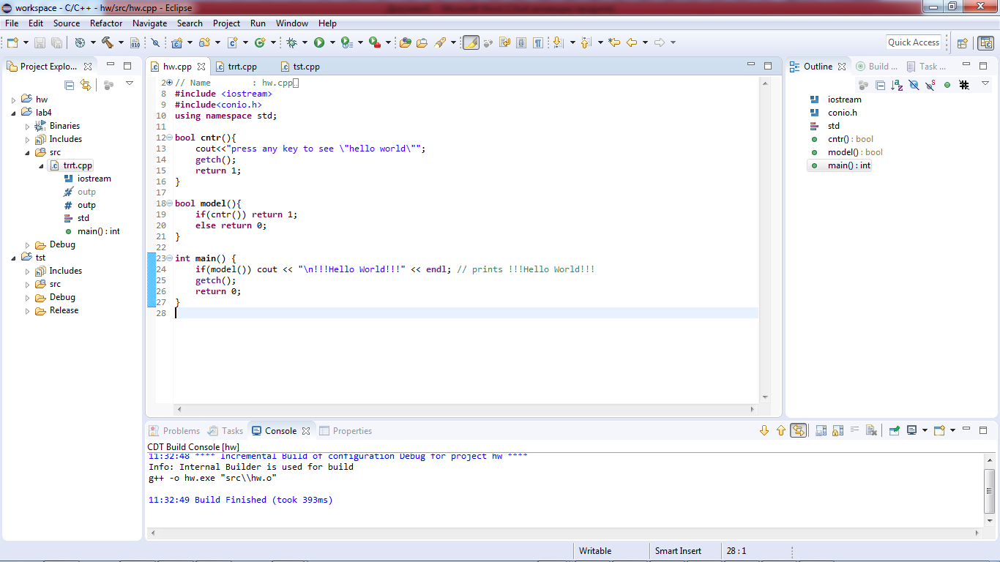 workspace - C/C++ - hw/src/hw.cpp - Eclipse
File Edit Source Refactor Navigate Search Project Run Window Help
Quick Access
Project Explo...
hw
lab4
Binaries
Includes
src
trrt.cpp
iostream
outp
outp
std
main() : int
Debug
tst
Includes
src
Debug
Release
hw.cpp trrt.cpp tst.cpp
2 // Name : hw.cpp
8 #include <iostream>
9 #include<conio.h>
10 using namespace std;
11
12 bool cntr(){
13 cout<<"press any key to see \"hello world\"";
14 getch();
15 return 1;
16 }
17
18 bool model(){
19 if(cntr()) return 1;
20 else return 0;
21 }
22
23 int main() {
24 if(model()) cout << "\n!!!Hello World!!!" << endl; // prints !!!Hello World!!!
25 getch();
26 return 0;
27 }
28
Outline Build ... Task ...
iostream
conio.h
std
cntr() : bool
model() : bool
main() : int
Problems Tasks Console Properties
CDT Build Console [hw]
11:32:48 **** Incremental Build of configuration Debug for project hw ****
Info: Internal Builder is used for build
g++ -o hw.exe "src\\hw.o"
11:32:49 Build Finished (took 393ms)
Writable Smart Insert 28 : 1